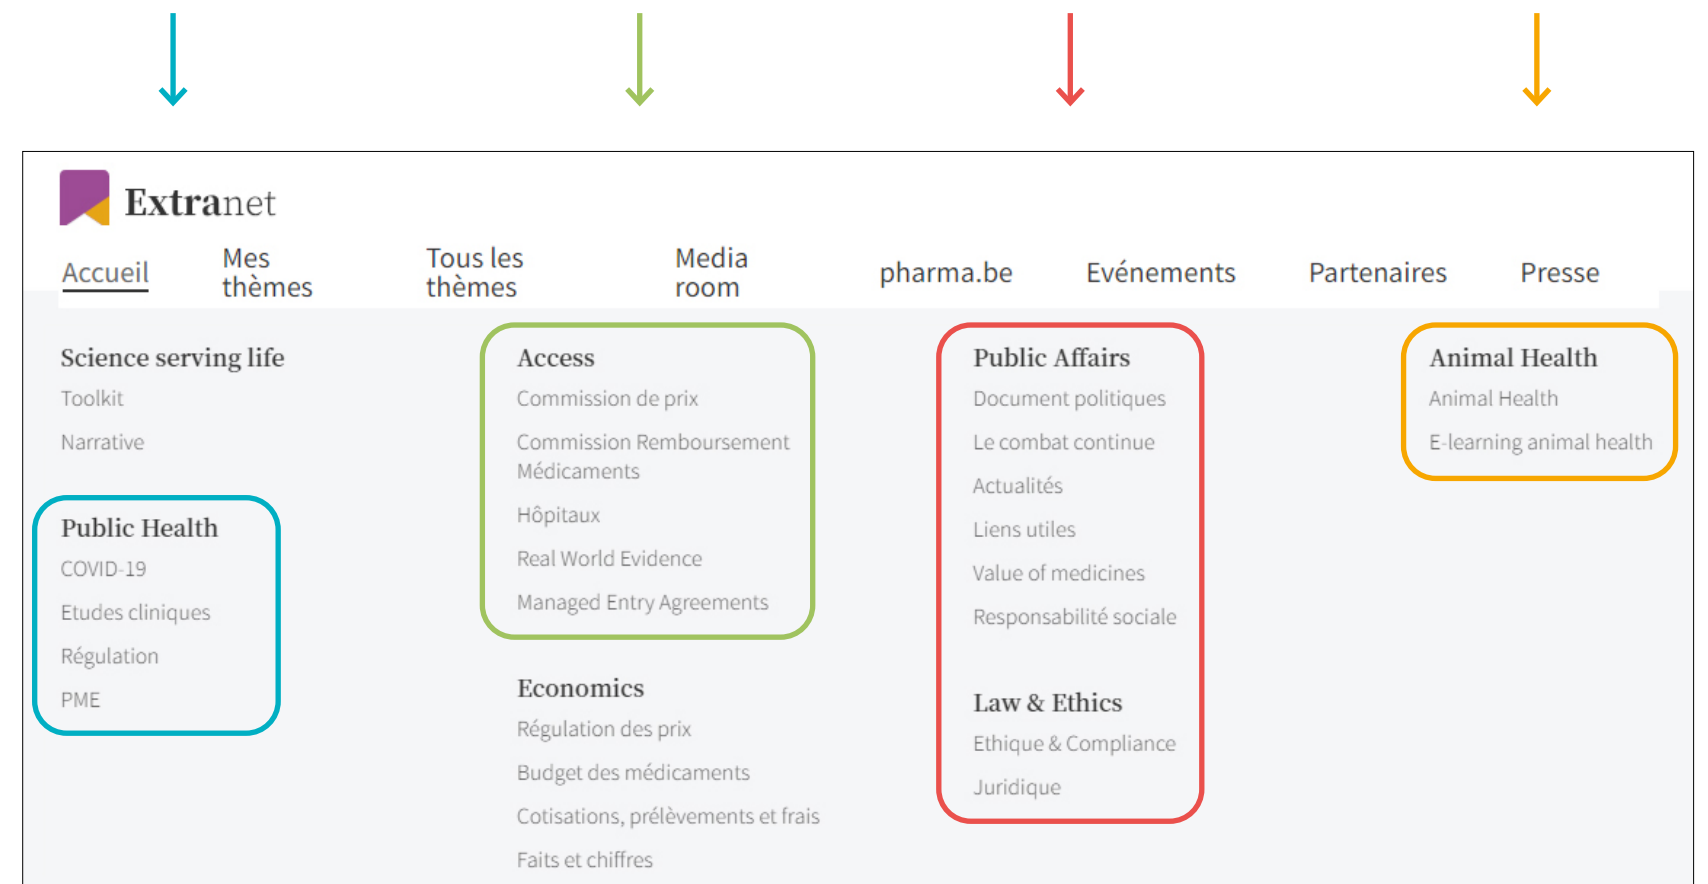 Extranet
Accueil
Mes
thèmes
Tous les
thèmes
Media
room
pharma.be
Evénements
Partenaires
Presse
Science serving life
Toolkit
Narrative
Public Health
COVID-19
Etudes cliniques
Régulation
PME
Access
Commission de prix
Commission Remboursement
Médicaments
Hôpitaux
Real World Evidence
Managed Entry Agreements
Economics
Régulation des prix
Budget des médicaments
Cotisations, prélèvements et frais
Faits et chiffres
Public Affairs
Document politiques
Le combat continue
Actualités
Liens utiles
Value of medicines
Responsabilité sociale
Law & Ethics
Ethique & Compliance
Juridique
Animal Health
Animal Health
E-learning animal health